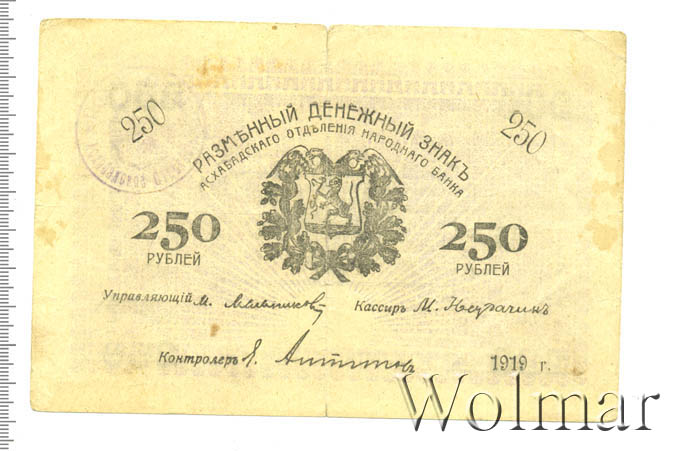 250 250
РАЗМѢННЫЙ ДЕНЕЖНЫЙ ЗНАКЪ
АСХАБАДСКАГО ОТДѢЛЕНІЯ НАРОДНАГО БАНКА
250 250
РУБЛЕЙ РУБЛЕЙ
Управляющій М. Кассиръ М.
Контролеръ 1919 г.
Wolmar